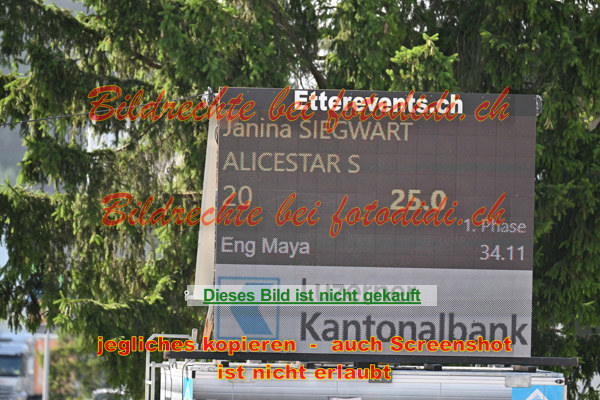 Etterevents.ch
Bildrechte bei fotodidi.ch
Janina SIEGWART
ALICESTAR S
20 25.0
Bildrechte bei fotodidi.ch
1. Phase
Eng Maya 34.11
Luzerner
Dieses Bild ist nicht gekauft
Kantonalbank
jegliches kopieren - auch Screenshot
ist nicht erlaubt